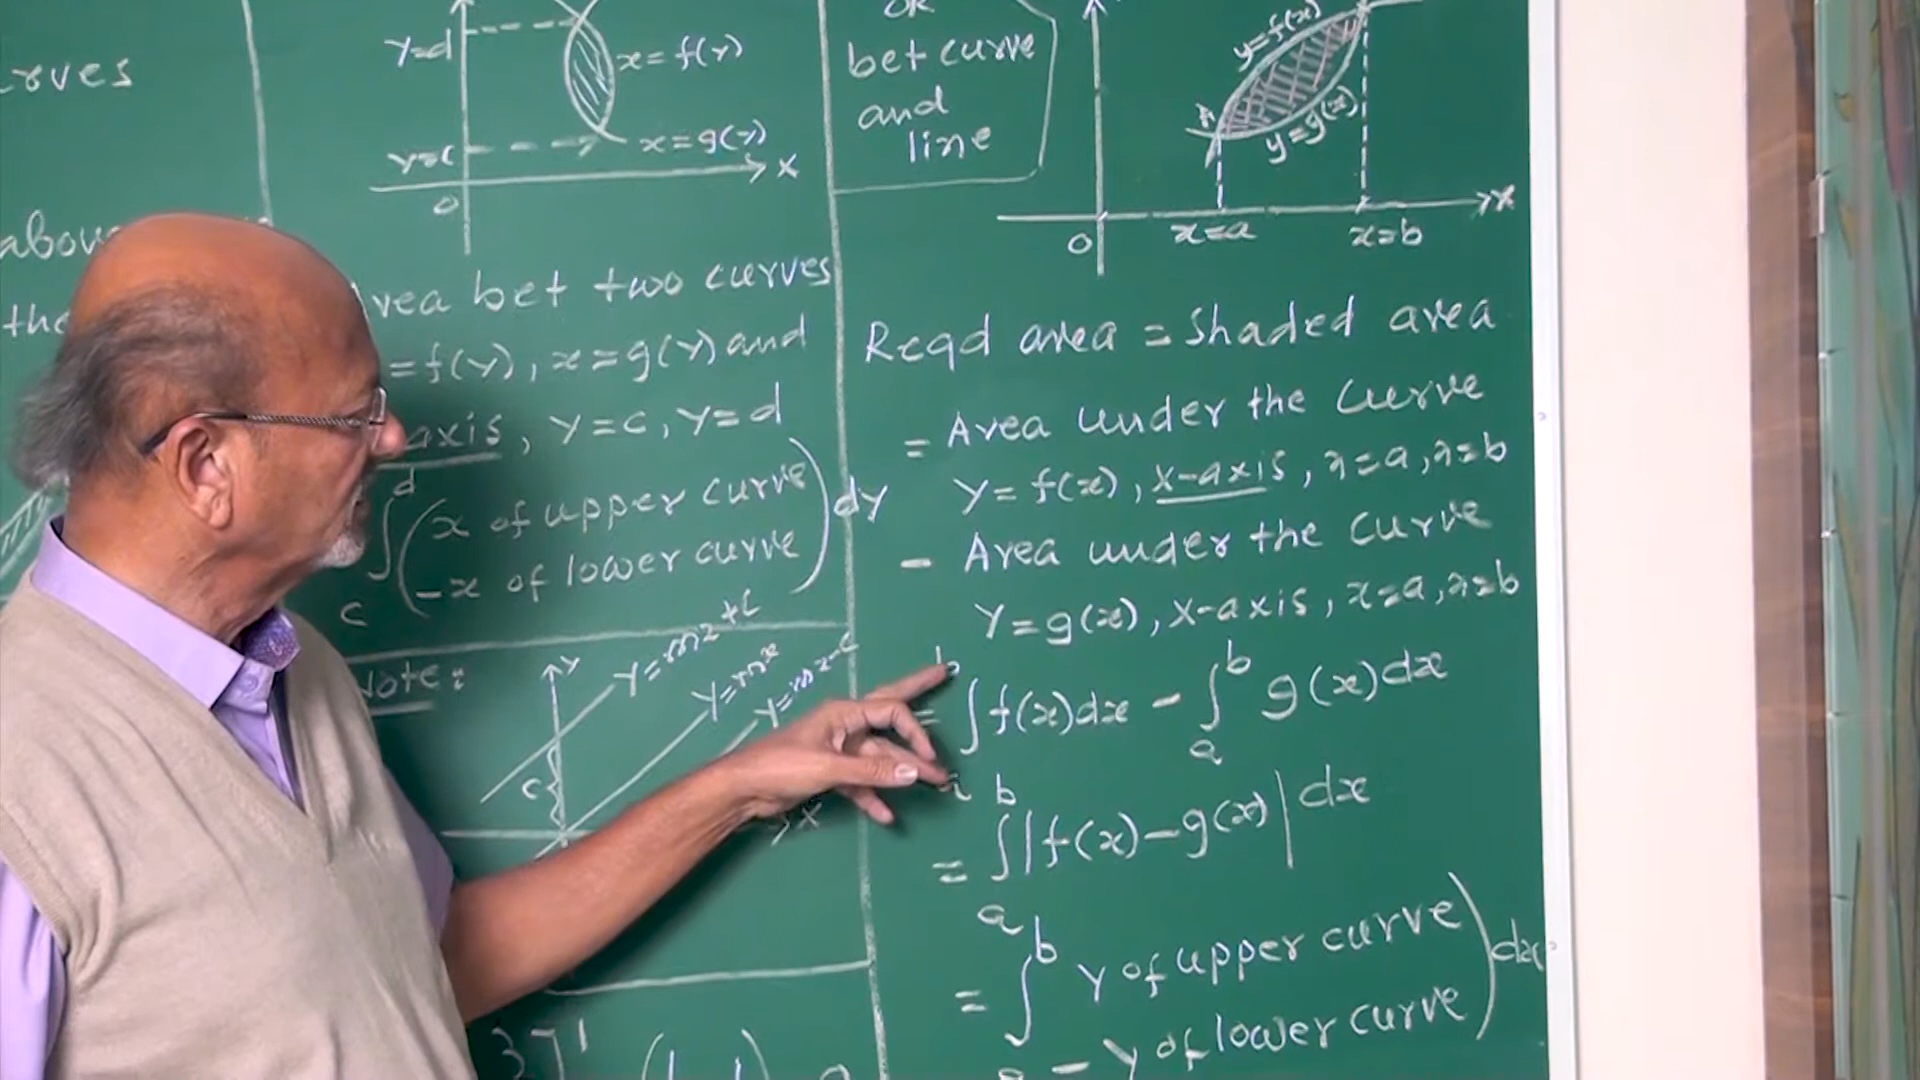 rves
above
the
Y=d
x=f(y)
Y=c
x=g(y)
X
O
Area bet two curves
=f(y), x=g(y) and
axis, y=c, y=d
d
∫(x of upper curve
-x of lower curve)dy
c
Note:
Y
Y=mx+c
Y=mx
Y=mx-c
c
X
371
OR
bet curve
and
line
y=f(x)
A
y=g(x)
X
O
x=a
x=b
Reqd area = Shaded area
= Area under the curve
Y=f(x), X-axis, x=a, x=b
- Area under the curve
Y=g(x), X-axis, x=a, x=b
b b
= ∫f(x)dx - ∫g(x)dx
a a
b
= ∫|f(x)-g(x)|dx
a
b
= ∫ Y of upper curve
a - Y of lower curve)dx